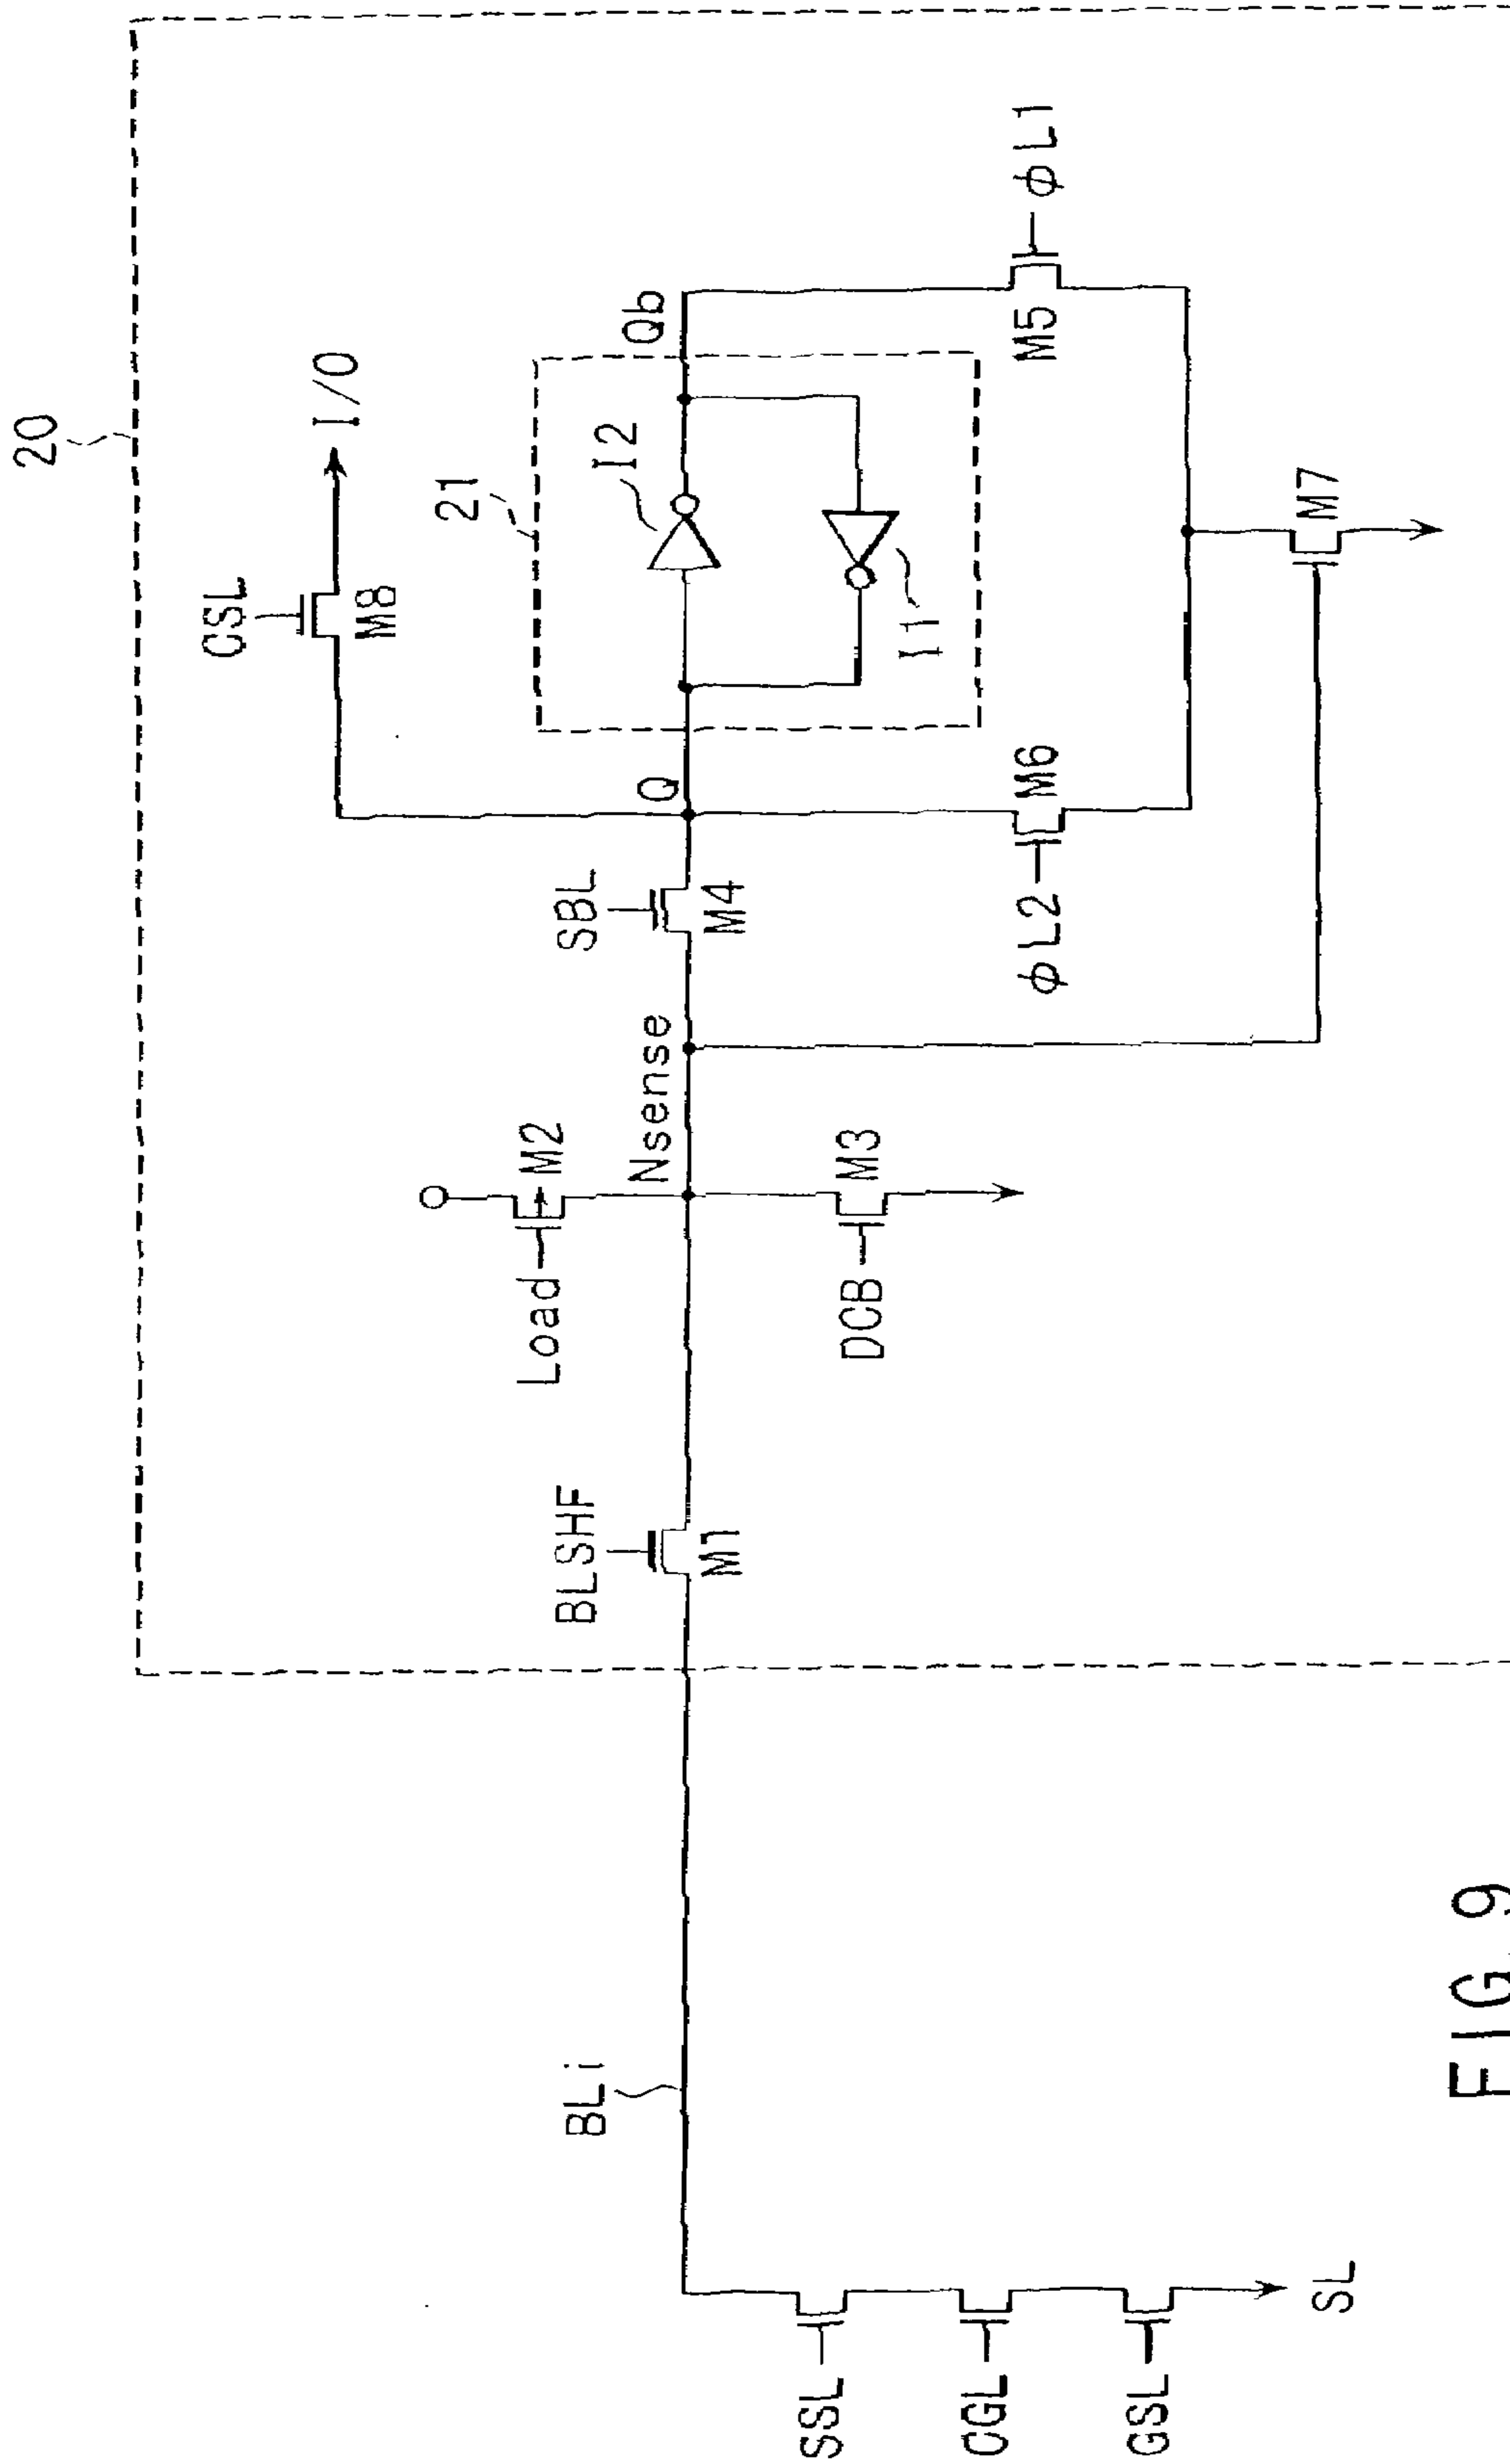 20
CSL
M8
I/O
21
I2
I1
Q
Qb
SBL
M4
Nsense
Load
M2
DCB
M3
BLSHF
M1
φL2
M6
M5
φL1
M7
BLi
SSL
CGL
GSL
SL
FIG. 9